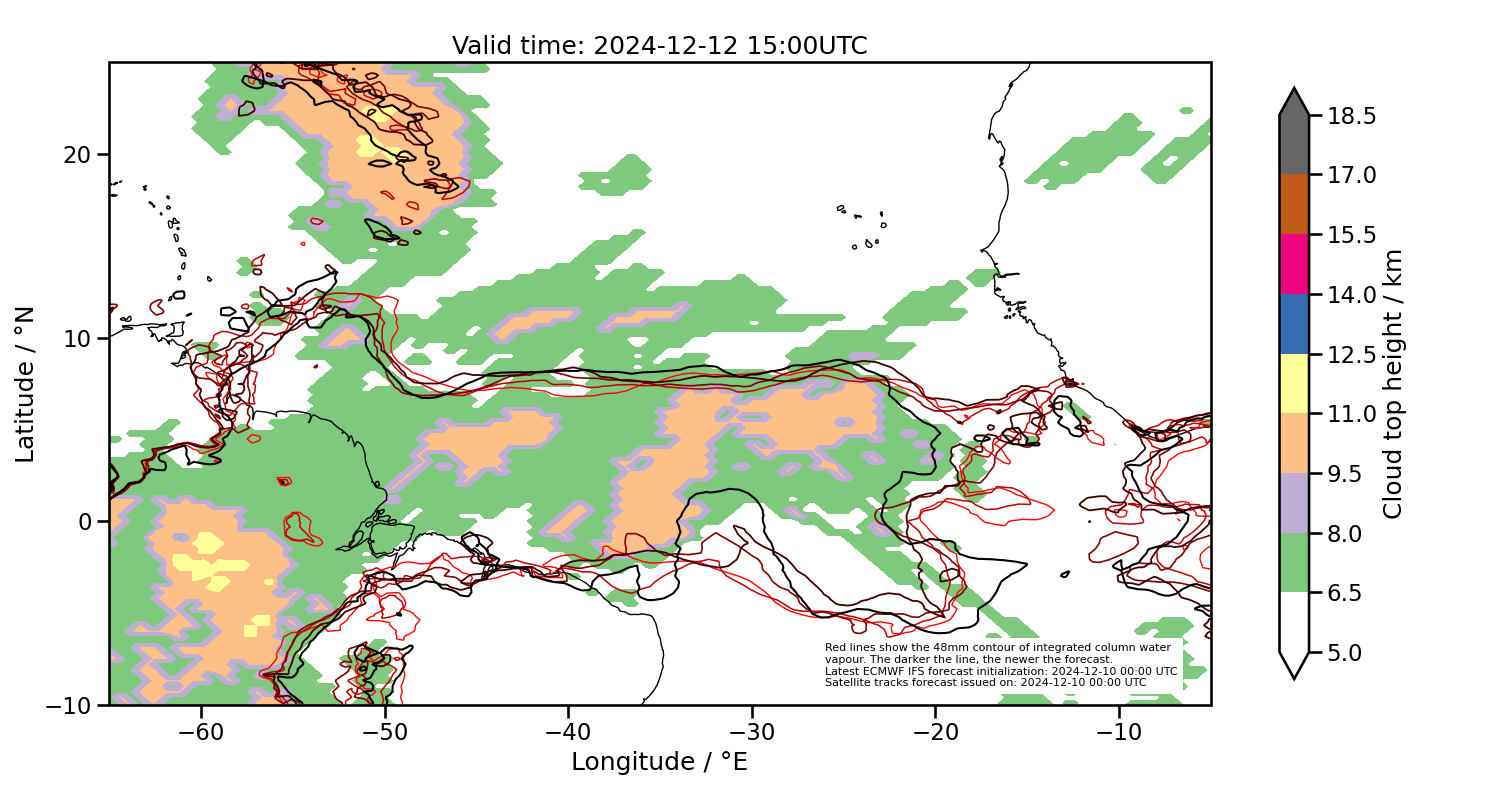 Valid time: 2024-12-12 15:00UTC
Latitude / °N
20
10
0
−10
−60
−50
−40
−30
−20
−10
Longitude / °E
Red lines show the 48mm contour of integrated column water
vapour. The darker the line, the newer the forecast.
Latest ECMWF IFS forecast initialization: 2024-12-10 00:00 UTC
Satellite tracks forecast issued on: 2024-12-10 00:00 UTC
18.5
17.0
15.5
14.0
12.5
11.0
9.5
8.0
6.5
5.0
Cloud top height / km